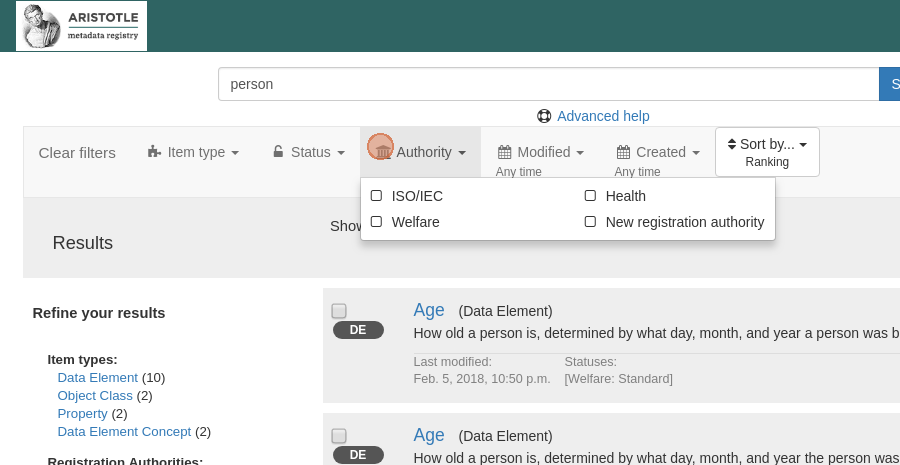 ARISTOTLE
metadata registry
person
S
Advanced help
Clear filters
Item type
Status
Authority
Modified
Any time
Created
Any time
Sort by...
Ranking
ISO/IEC
Health
Welfare
New registration authority
Results
Show
Refine your results
Item types:
Data Element (10)
Object Class (2)
Property (2)
Data Element Concept (2)
Registration Authorities:
DE
Age (Data Element)
How old a person is, determined by what day, month, and year a person was b
Last modified:
Statuses:
Feb. 5, 2018, 10:50 p.m.
[Welfare: Standard]
DE
Age (Data Element)
How old a person is, determined by what day, month, and year the person was